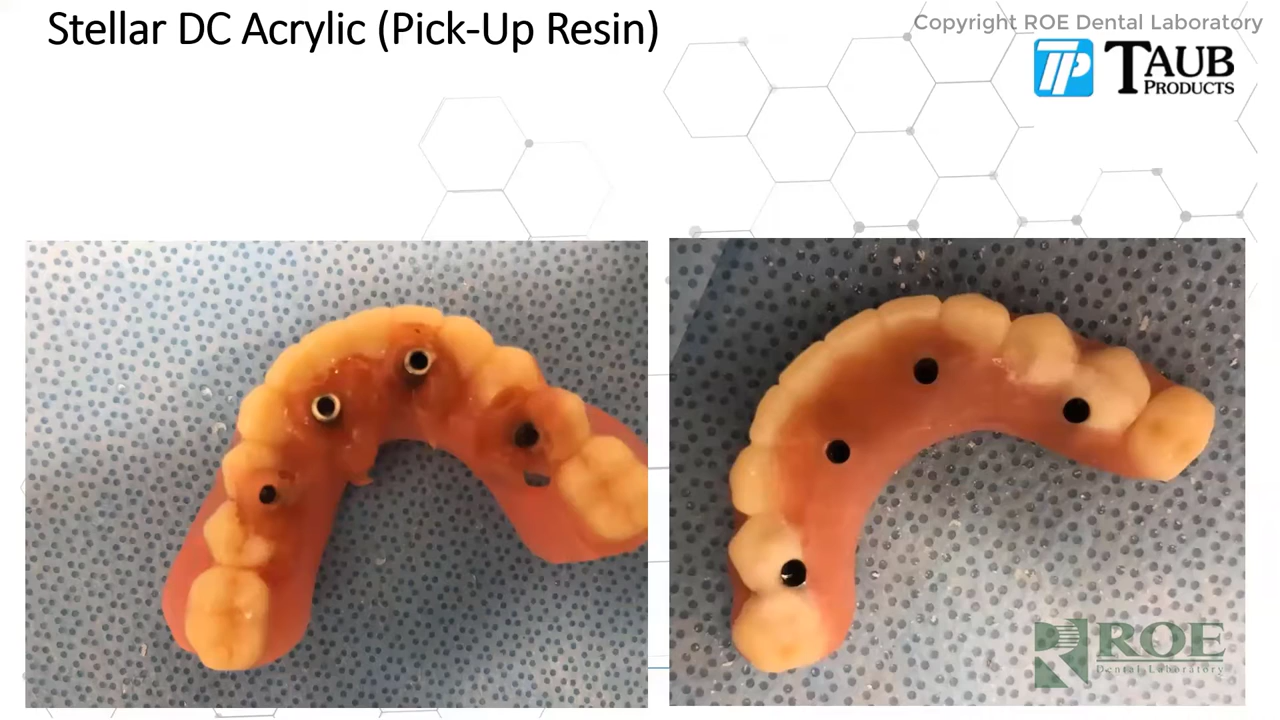 Stellar DC Acrylic (Pick-Up Resin)
Copyright ROE Dental Laboratory
TP TAUB
PRODUCTS
ROE
Dental Laboratory